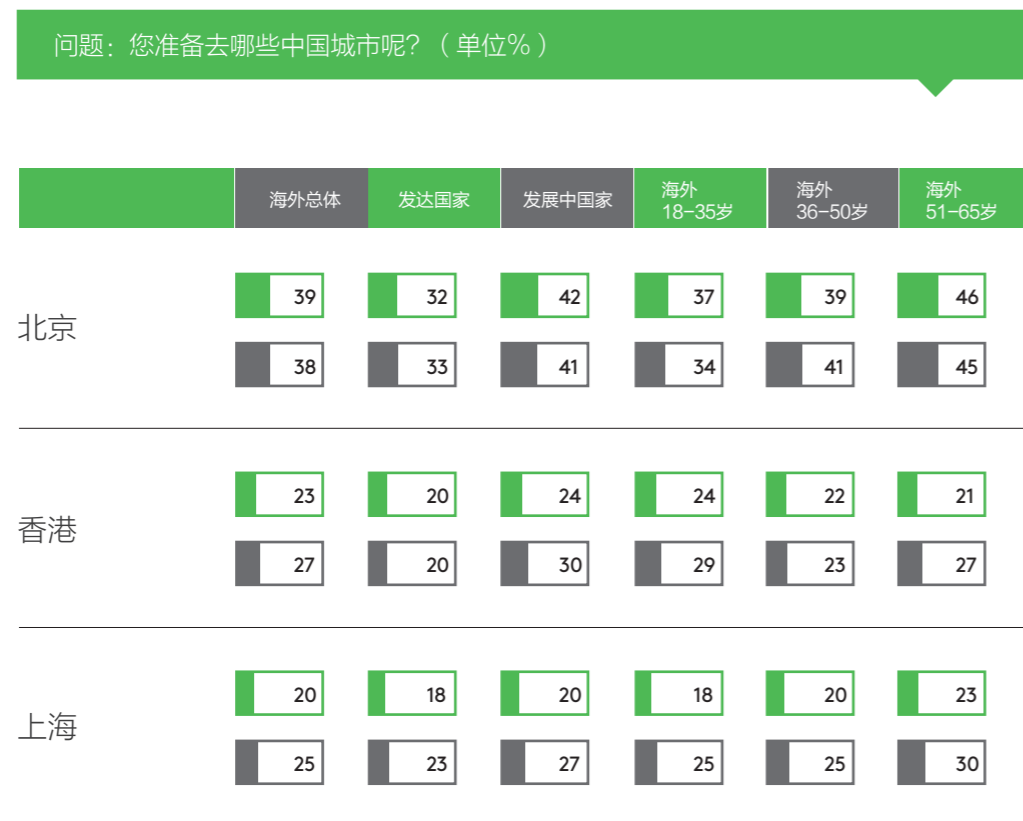 问题：您准备去哪些中国城市呢？（单位%）
海外总体 发达国家 发展中国家 海外 18-35岁 海外 36-50岁 海外 51-65岁
北京
39 32 42 37 39 46
38 33 41 34 41 45
香港
23 20 24 24 22 21
27 20 30 29 23 27
上海
20 18 20 18 20 23
25 23 27 25 25 30